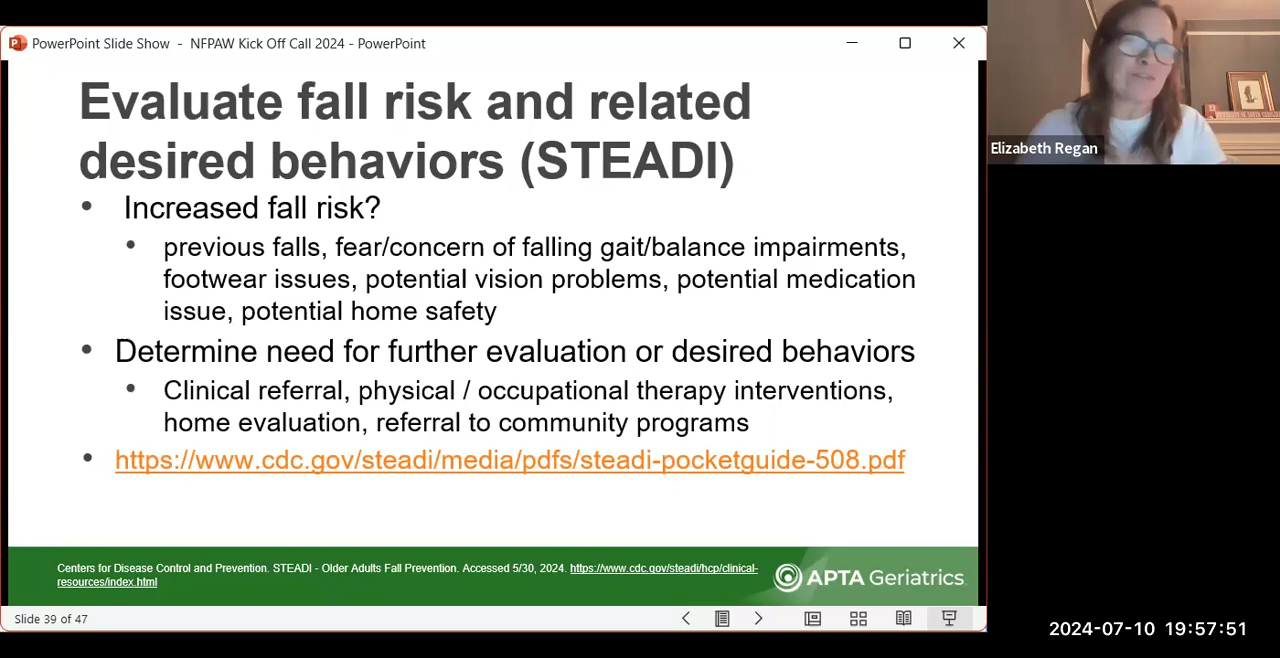 PowerPoint Slide Show - NFPAW Kick Off Call 2024 - PowerPoint
Evaluate fall risk and related
desired behaviors (STEADI)
• Increased fall risk?
• previous falls, fear/concern of falling gait/balance impairments,
footwear issues, potential vision problems, potential medication
issue, potential home safety
• Determine need for further evaluation or desired behaviors
• Clinical referral, physical / occupational therapy interventions,
home evaluation, referral to community programs
• https://www.cdc.gov/steadi/media/pdfs/steadi-pocketguide-508.pdf
Centers for Disease Control and Prevention. STEADI - Older Adults Fall Prevention. Accessed 5/30, 2024. https://www.cdc.gov/steadi/hcp/clinical-
resources/index.html
APTA Geriatrics
Slide 39 of 47
Elizabeth Regan
2024-07-10 19:57:51